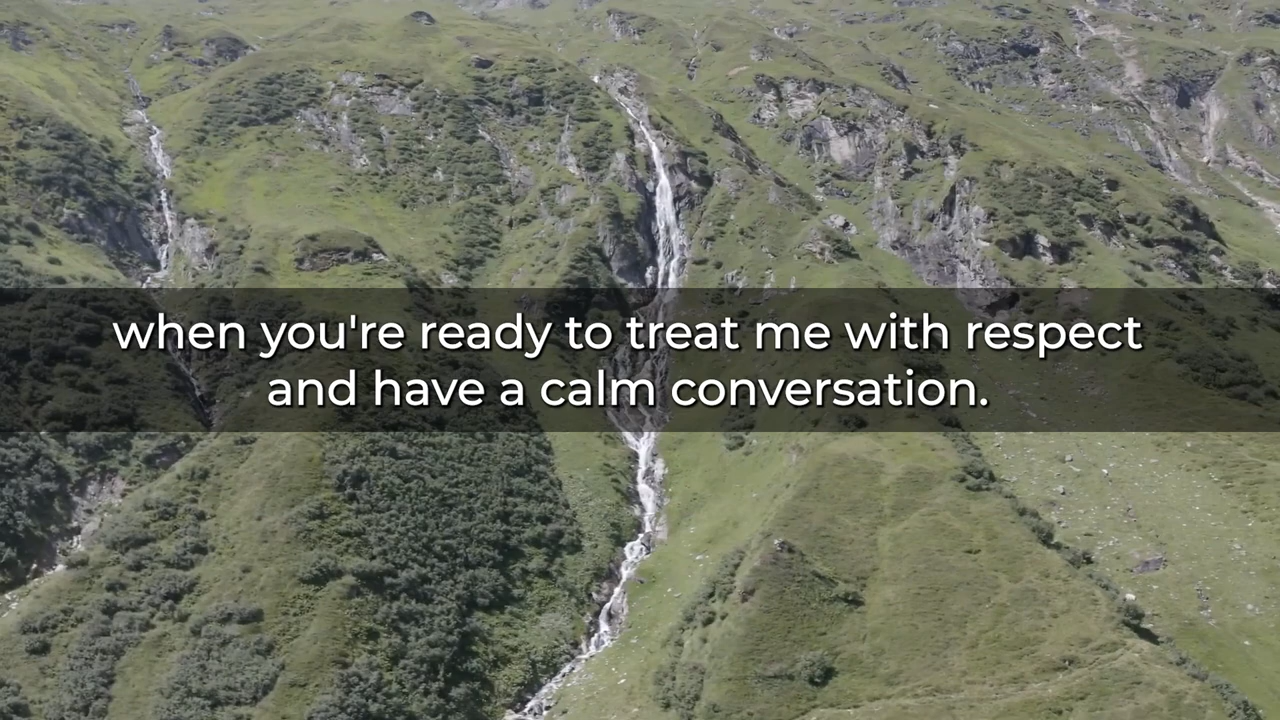 when you're ready to treat me with respect
and have a calm conversation.